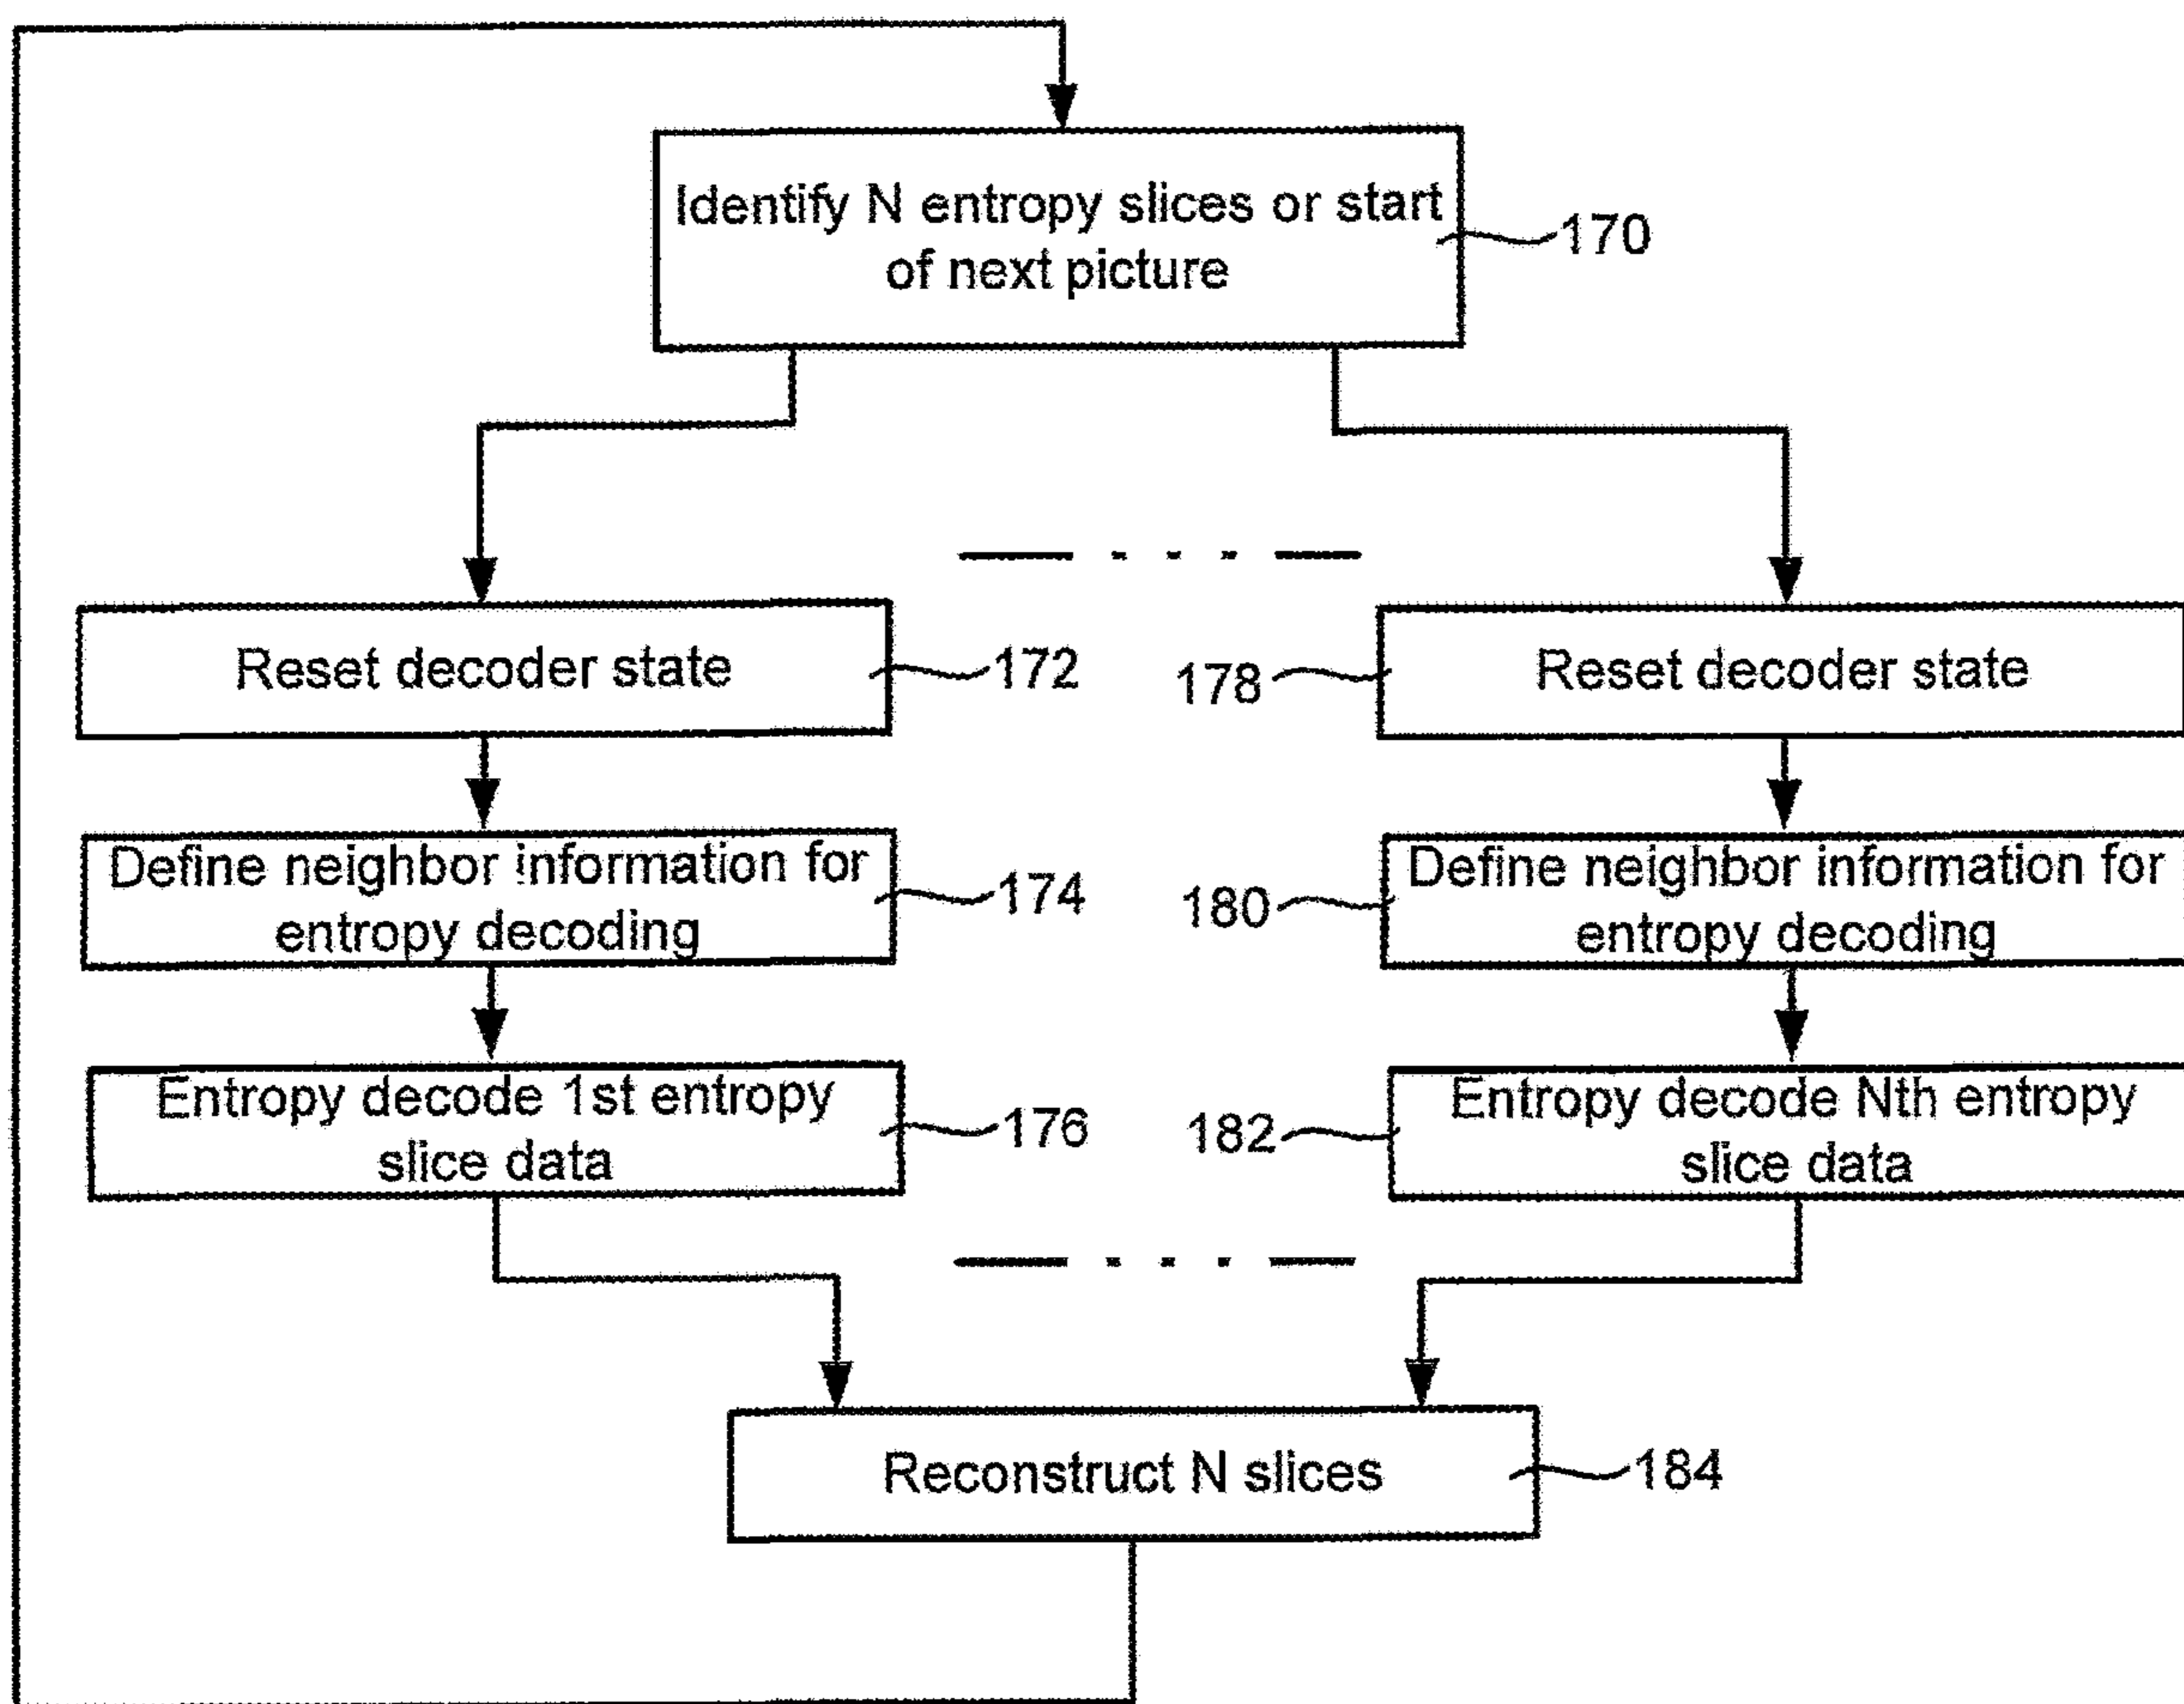 Identify N entropy slices or start
of next picture
170
Reset decoder state
172
178
Reset decoder state
Define neighbor information for
entropy decoding
174
180
Define neighbor information for
entropy decoding
Entropy decode 1st entropy
slice data
176
182
Entropy decode Nth entropy
slice data
Reconstruct N slices
184